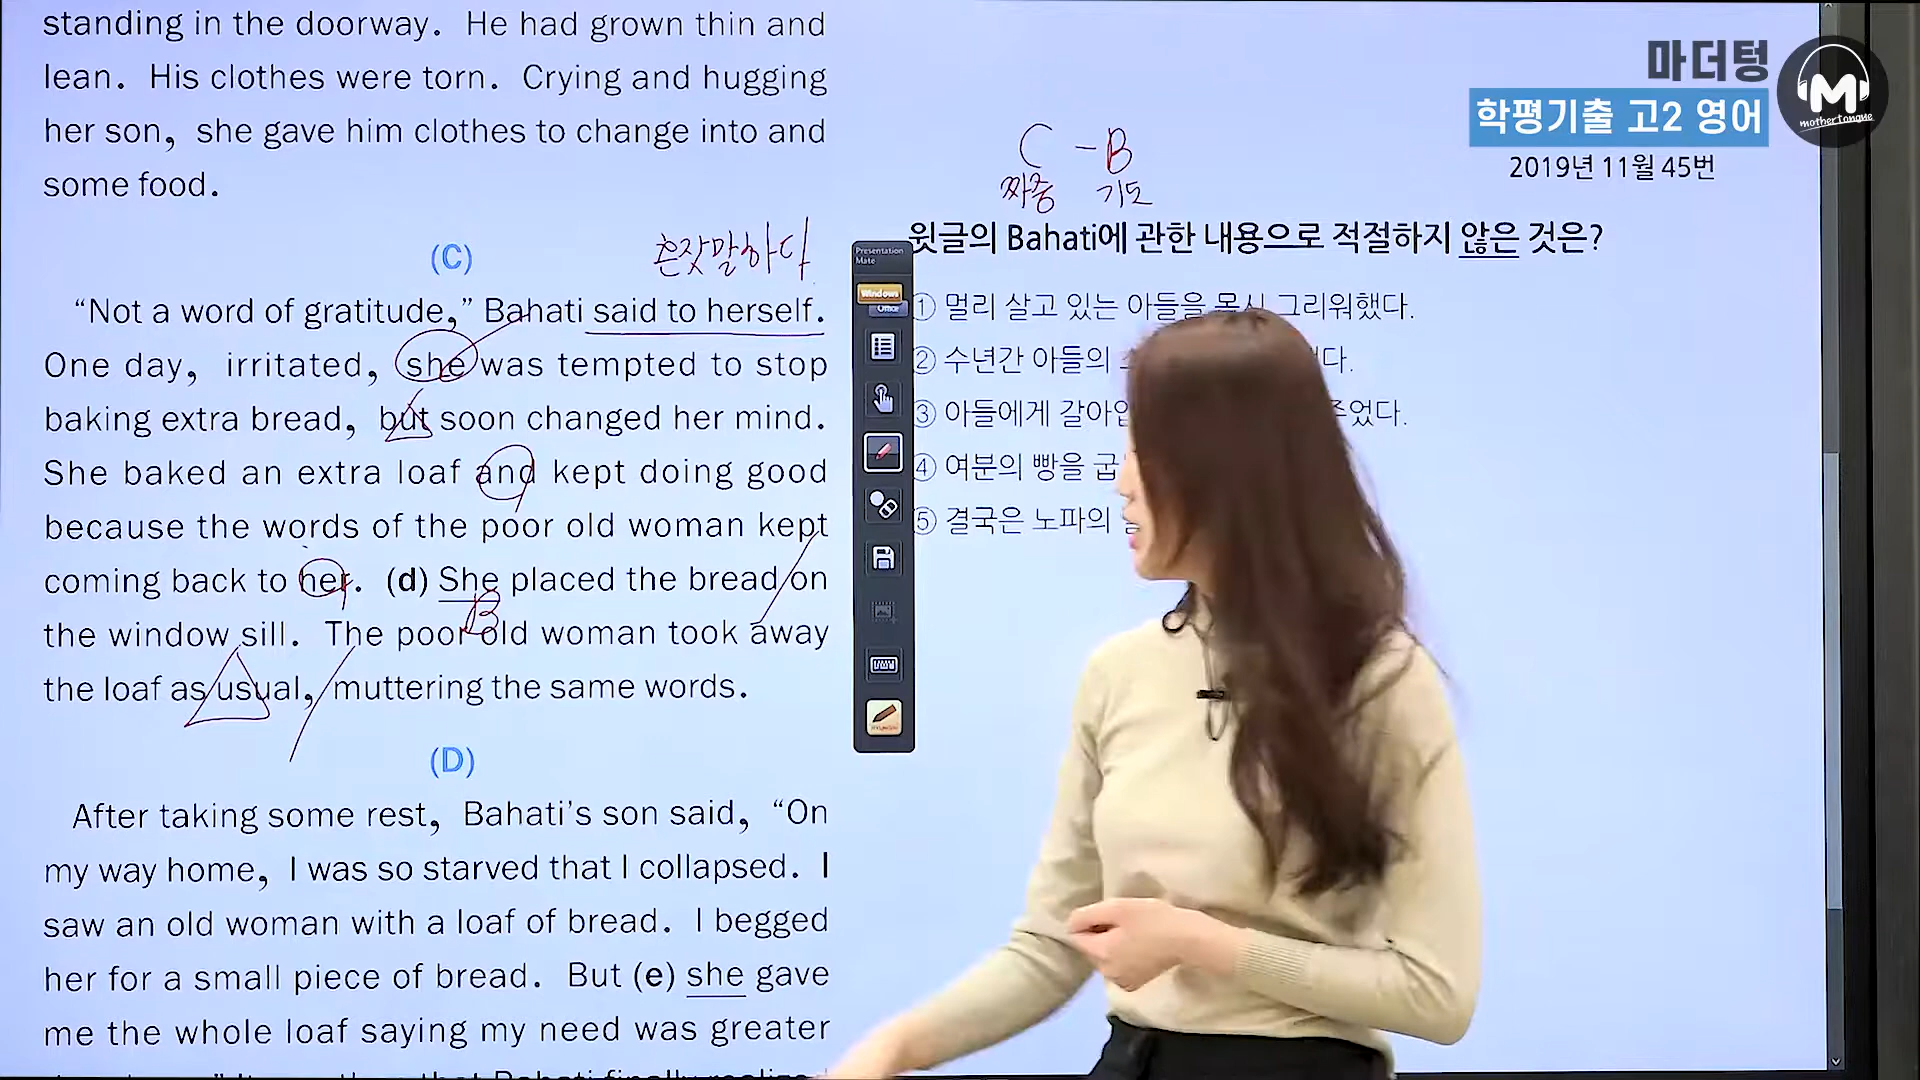 standing in the doorway. He had grown thin and
lean. His clothes were torn. Crying and hugging
her son, she gave him clothes to change into and
some food.
(C)
혼잣말하다
“Not a word of gratitude,” Bahati said to herself.
One day, irritated, she was tempted to stop
baking extra bread, but soon changed her mind.
She baked an extra loaf and kept doing good
because the words of the poor old woman kept
coming back to her. (d) She placed the bread on
B
the window sill. The poor old woman took away
the loaf as usual, muttering the same words.
(D)
After taking some rest, Bahati’s son said, “On
my way home, I was so starved that I collapsed. I
saw an old woman with a loaf of bread. I begged
her for a small piece of bread. But (e) she gave
me the whole loaf saying my need was greater
that Bahati finally realized
C - B
짜증 기도
윗글의 Bahati에 관한 내용으로 적절하지 않은 것은?
① 멀리 살고 있는 아들을 몹시 그리워했다.
② 수년간 아들의
③ 아들에게 갈아입
④ 여분의 빵을 굽
⑤ 결국은 노파의
Presentation
Mate
Windows
Office
마더텅
학평기출 고2 영어
2019년 11월 45번
M
mothertongue